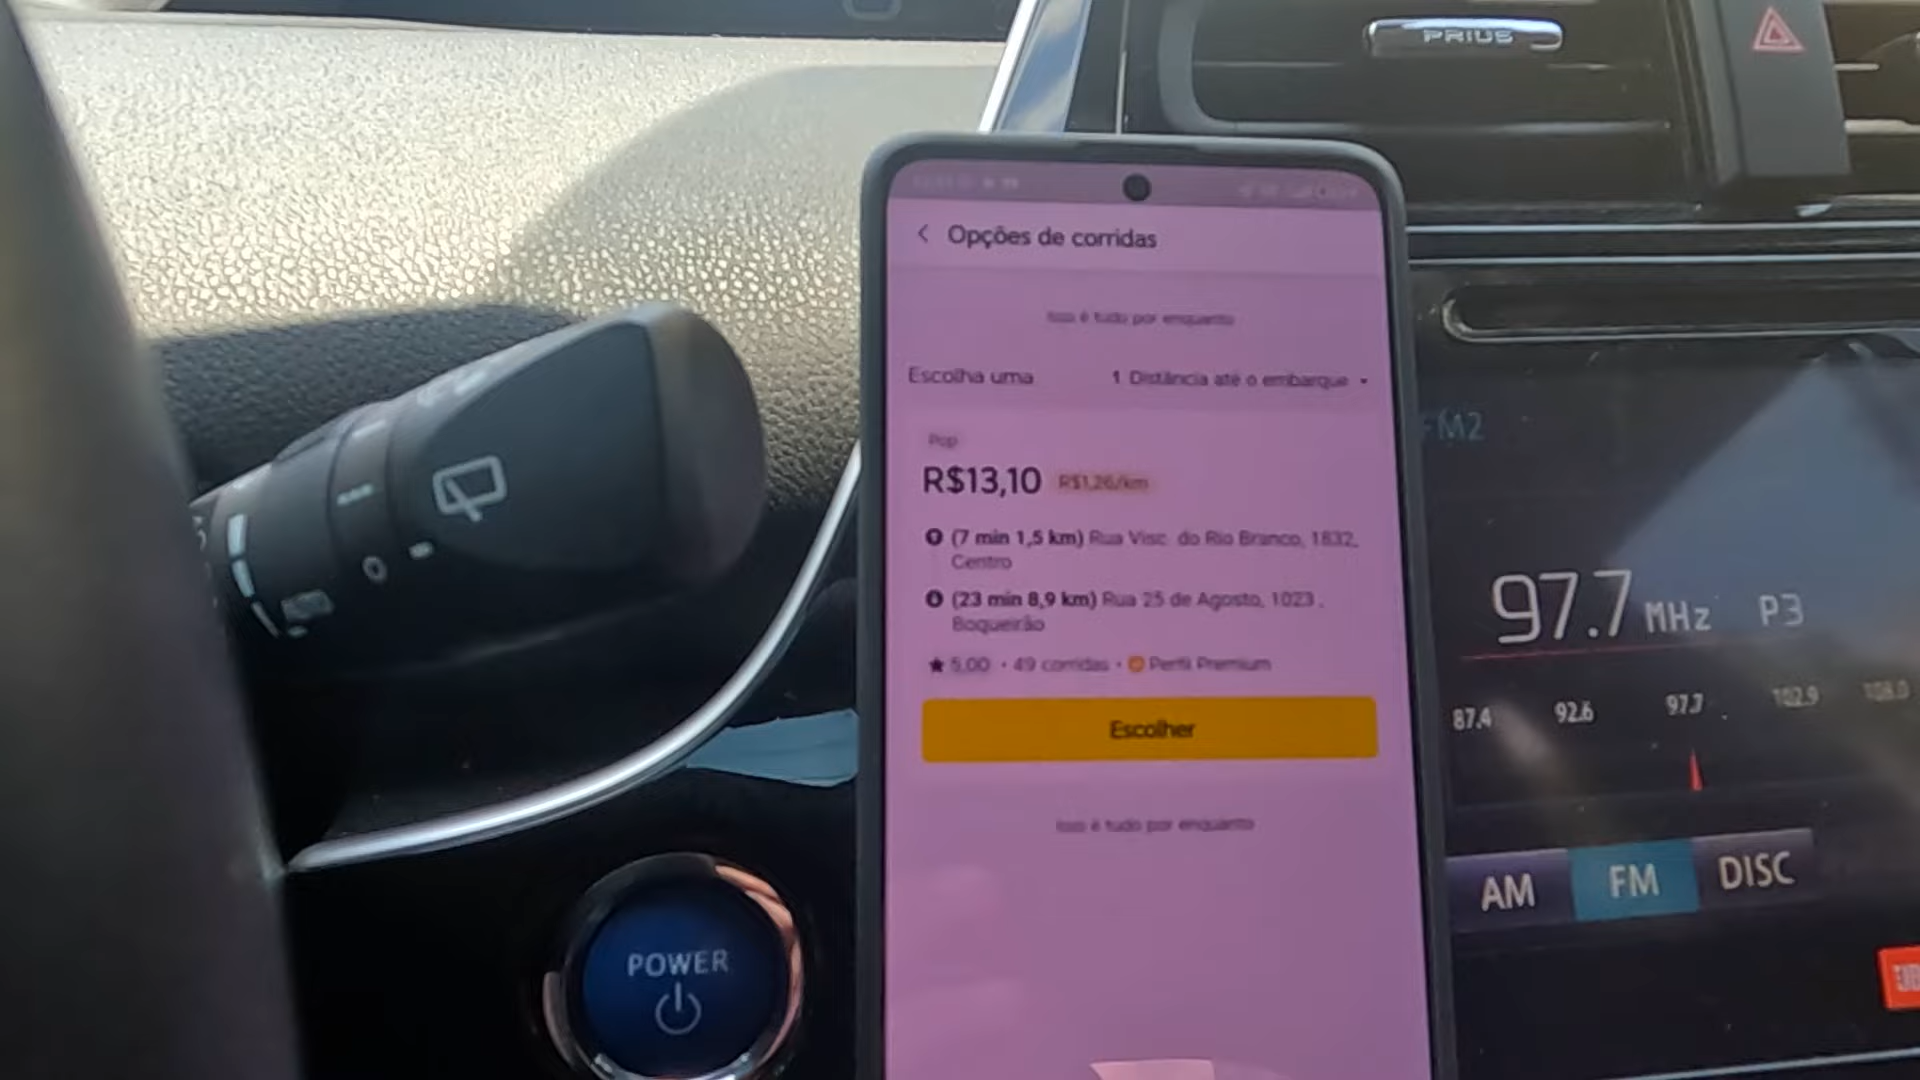 PRIUS
Opções de corridas
Isso é tudo por enquanto
Escolha uma
Distância até o embarque
Pop
R$13,10 R$1,26/km
(7 min 1,5 km) Rua Visc. do Rio Branco, 1832,
Centro
(23 min 8,9 km) Rua 25 de Agosto, 1023 ,
Boqueirão
5,00 · 49 corridas · Perfil Premium
Escolher
Isso é tudo por enquanto
FM2
97.7 MHz P3
87.4 92.6 97.7 102.9 108.0
AM FM DISC
POWER